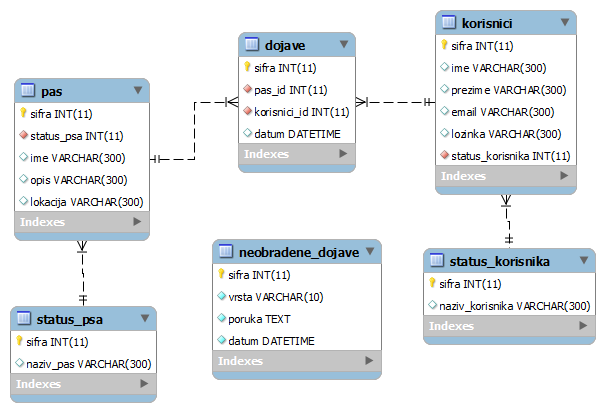 pas
sifra INT(11)
status_psa INT(11)
ime VARCHAR(300)
opis VARCHAR(300)
lokacija VARCHAR(300)
Indexes
dojave
sifra INT(11)
pas_id INT(11)
korisnici_id INT(11)
datum DATETIME
Indexes
korisnici
sifra INT(11)
ime VARCHAR(300)
prezime VARCHAR(300)
email VARCHAR(300)
lozinka VARCHAR(300)
status_korisnika INT(11)
Indexes
status_psa
sifra INT(11)
naziv_pas VARCHAR(300)
Indexes
neobradene_dojave
sifra INT(11)
vrsta VARCHAR(10)
poruka TEXT
datum DATETIME
Indexes
status_korisnika
sifra INT(11)
naziv_korisnika VARCHAR(300)
Indexes